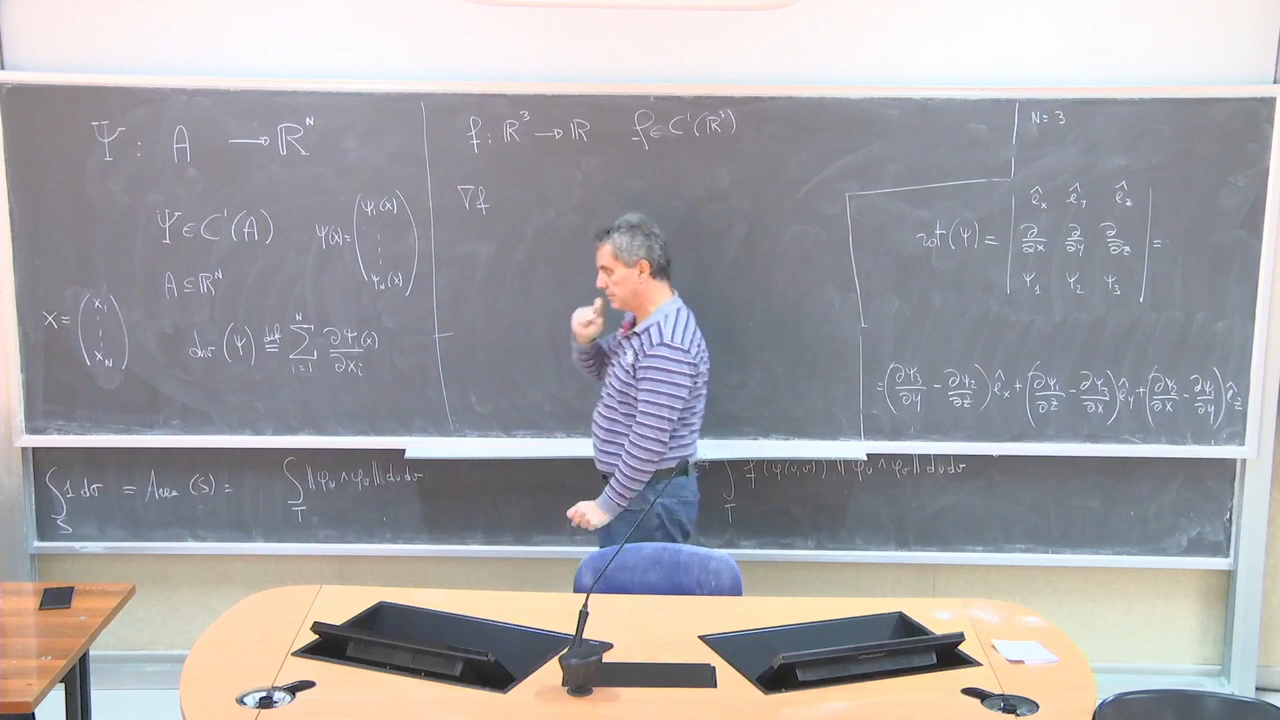 Ψ : A → ℝᴺ
Ψ ∈ C¹(A)
Ψ(x) = (Ψ₁(x) ⋮ Ψ_N(x))
A ⊆ ℝᴺ
x = (x₁ ⋮ x_N)
div (Ψ) =def Σ_{i=1}^{N} ∂Ψᵢ(x)/∂xᵢ
f : ℝ³ → ℝ f ∈ C¹(ℝ³)
∇f
N = 3
rot (Ψ) = | ê_x ê_y ê_z
∂/∂x ∂/∂y ∂/∂z
Ψ₁ Ψ₂ Ψ₃ | =
= (∂Ψ₃/∂y - ∂Ψ₂/∂z) ê_x + (∂Ψ₁/∂z - ∂Ψ₃/∂x) ê_y + (∂Ψ₂/∂x - ∂Ψ₁/∂y) ê_z
∫_S 1 dσ = Area (S) = ∫_T ‖φ_u ∧ φ_v‖ du dv
∫_T f(φ(u,v)) ‖φ_u ∧ φ_v‖ du dv